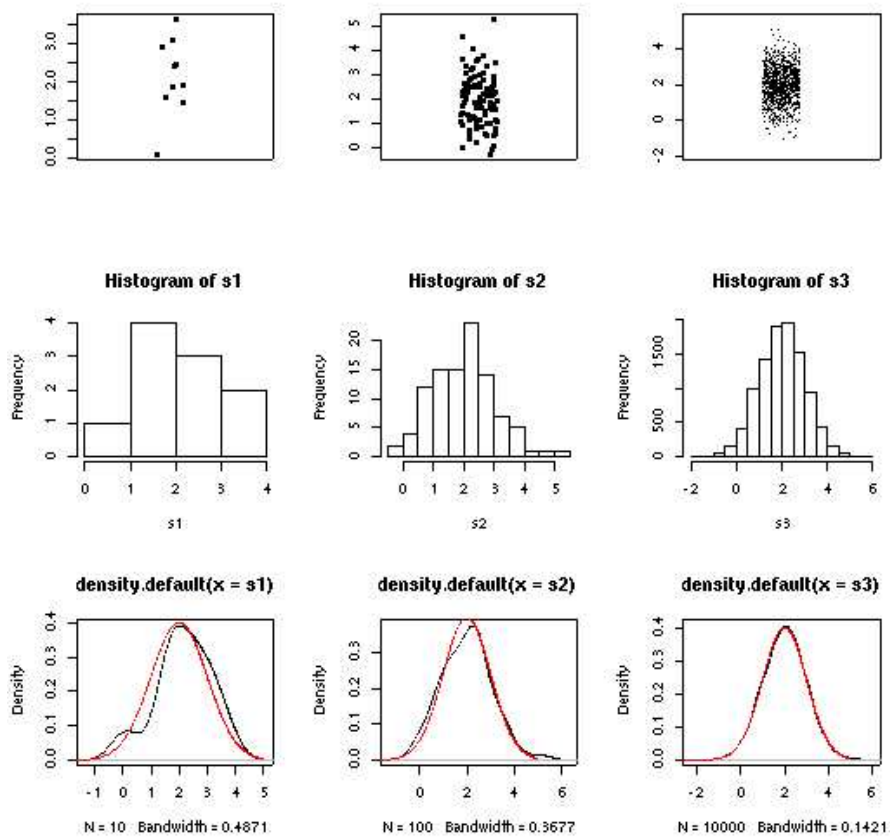 3.0
2.0
1.0
0.0
5
4
3
2
1
0
4
2
0
-2
Histogram of s1
Histogram of s2
Histogram of s3
Frequency
4
3
2
1
0
0 1 2 3 4
s1
Frequency
20
15
10
5
0
0 1 2 3 4 5
s2
Frequency
1500
500
0
-2 0 2 4 6
s3
density.default(x = s1)
density.default(x = s2)
density.default(x = s3)
Density
0.4
0.3
0.2
0.1
0.0
-1 0 1 2 3 4 5
N = 10 Bandwidth = 0.4871
Density
0.3
0.2
0.1
0.0
0 2 4 6
N = 100 Bandwidth = 0.3677
Density
0.4
0.3
0.2
0.1
0.0
-2 0 2 4 6
N = 10000 Bandwidth = 0.1421